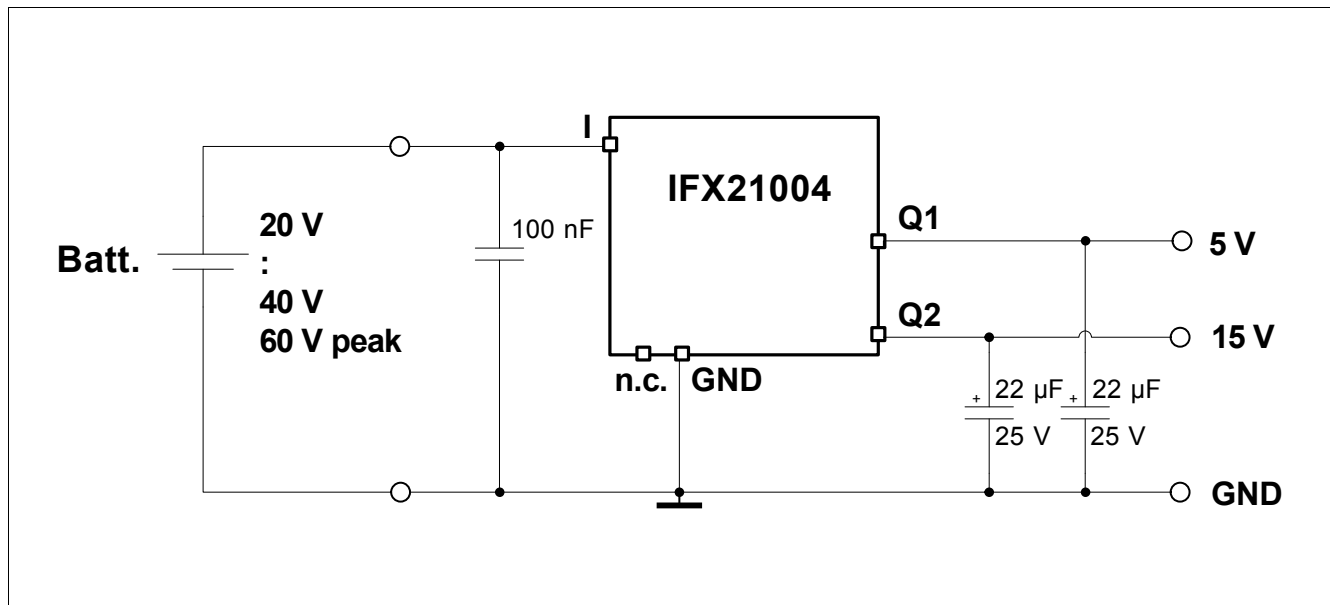 I
IFX21004
Batt.
20 V
:
40 V
60 V peak
100 nF
Q1
5 V
Q2
15 V
n.c.
GND
+
22 µF
25 V
+
22 µF
25 V
GND